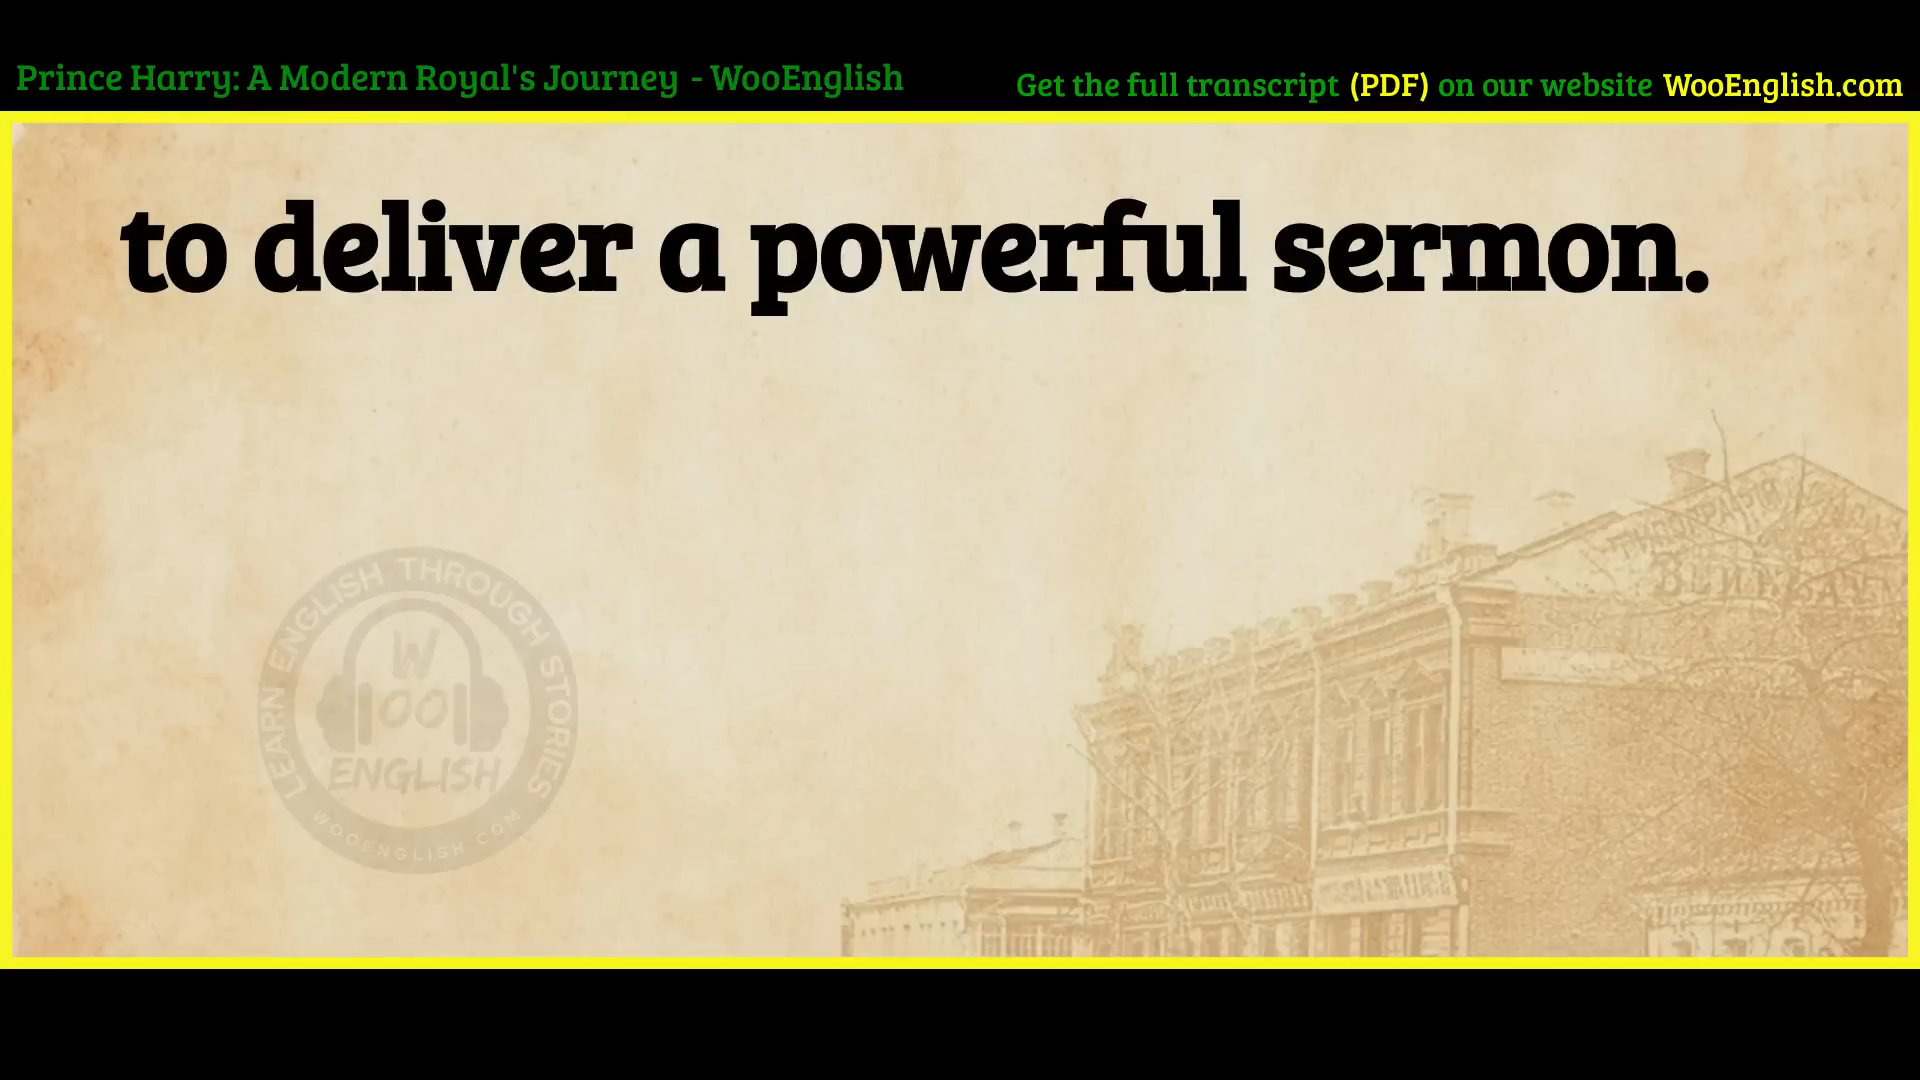 Prince Harry: A Modern Royal's Journey - WooEnglish
Get the full transcript (PDF) on our website WooEnglish.com
to deliver a powerful sermon.
LEARN ENGLISH THROUGH STORIES
W
OO
ENGLISH
WOOENGLISH.COM